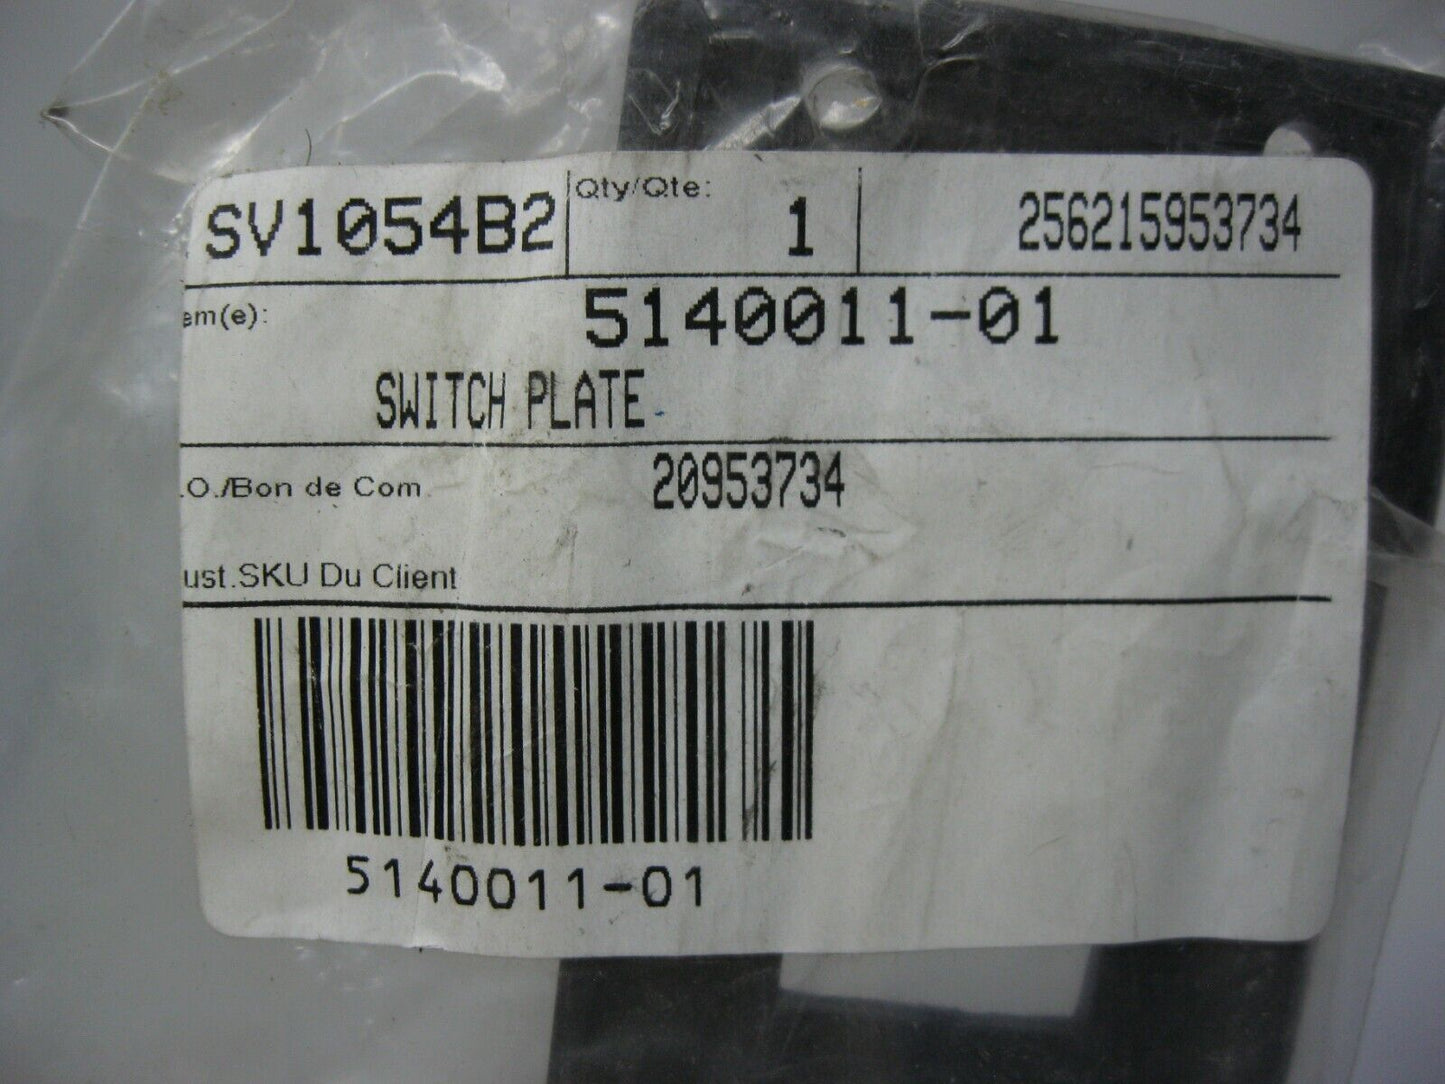 SV1054B2 Qty/Qte: 1 256215953734
em(e): 5140011-01
SWITCH PLATE
.O./Bon de Com 20953734
ust.SKU Du Client
5140011-01